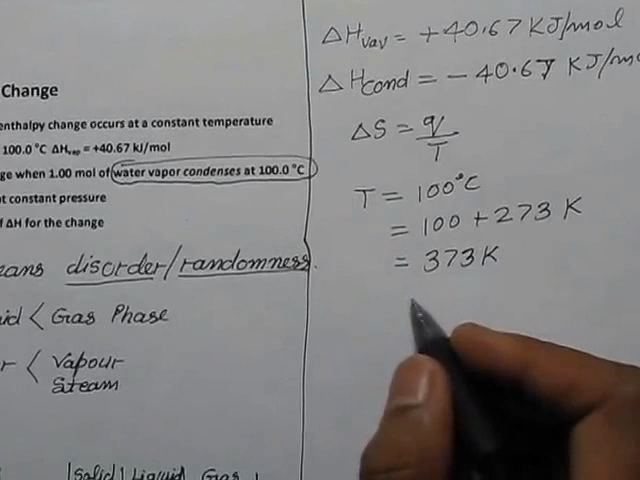 Change
enthalpy change occurs at a constant temperature
100.0 °C ΔHvap = +40.67 kJ/mol
ge when 1.00 mol of water vapor condenses at 100.0 °C
t constant pressure
f ΔH for the change
ans disorder/randomness.
id < Gas Phase
r < Vapour
Steam
|Solid| Liquid Gas
ΔHvav = +40.67 KJ/mol
ΔHCond = - 40.67 KJ/mo
ΔS = q/T
T = 100°C
= 100 + 273 K
= 373 K